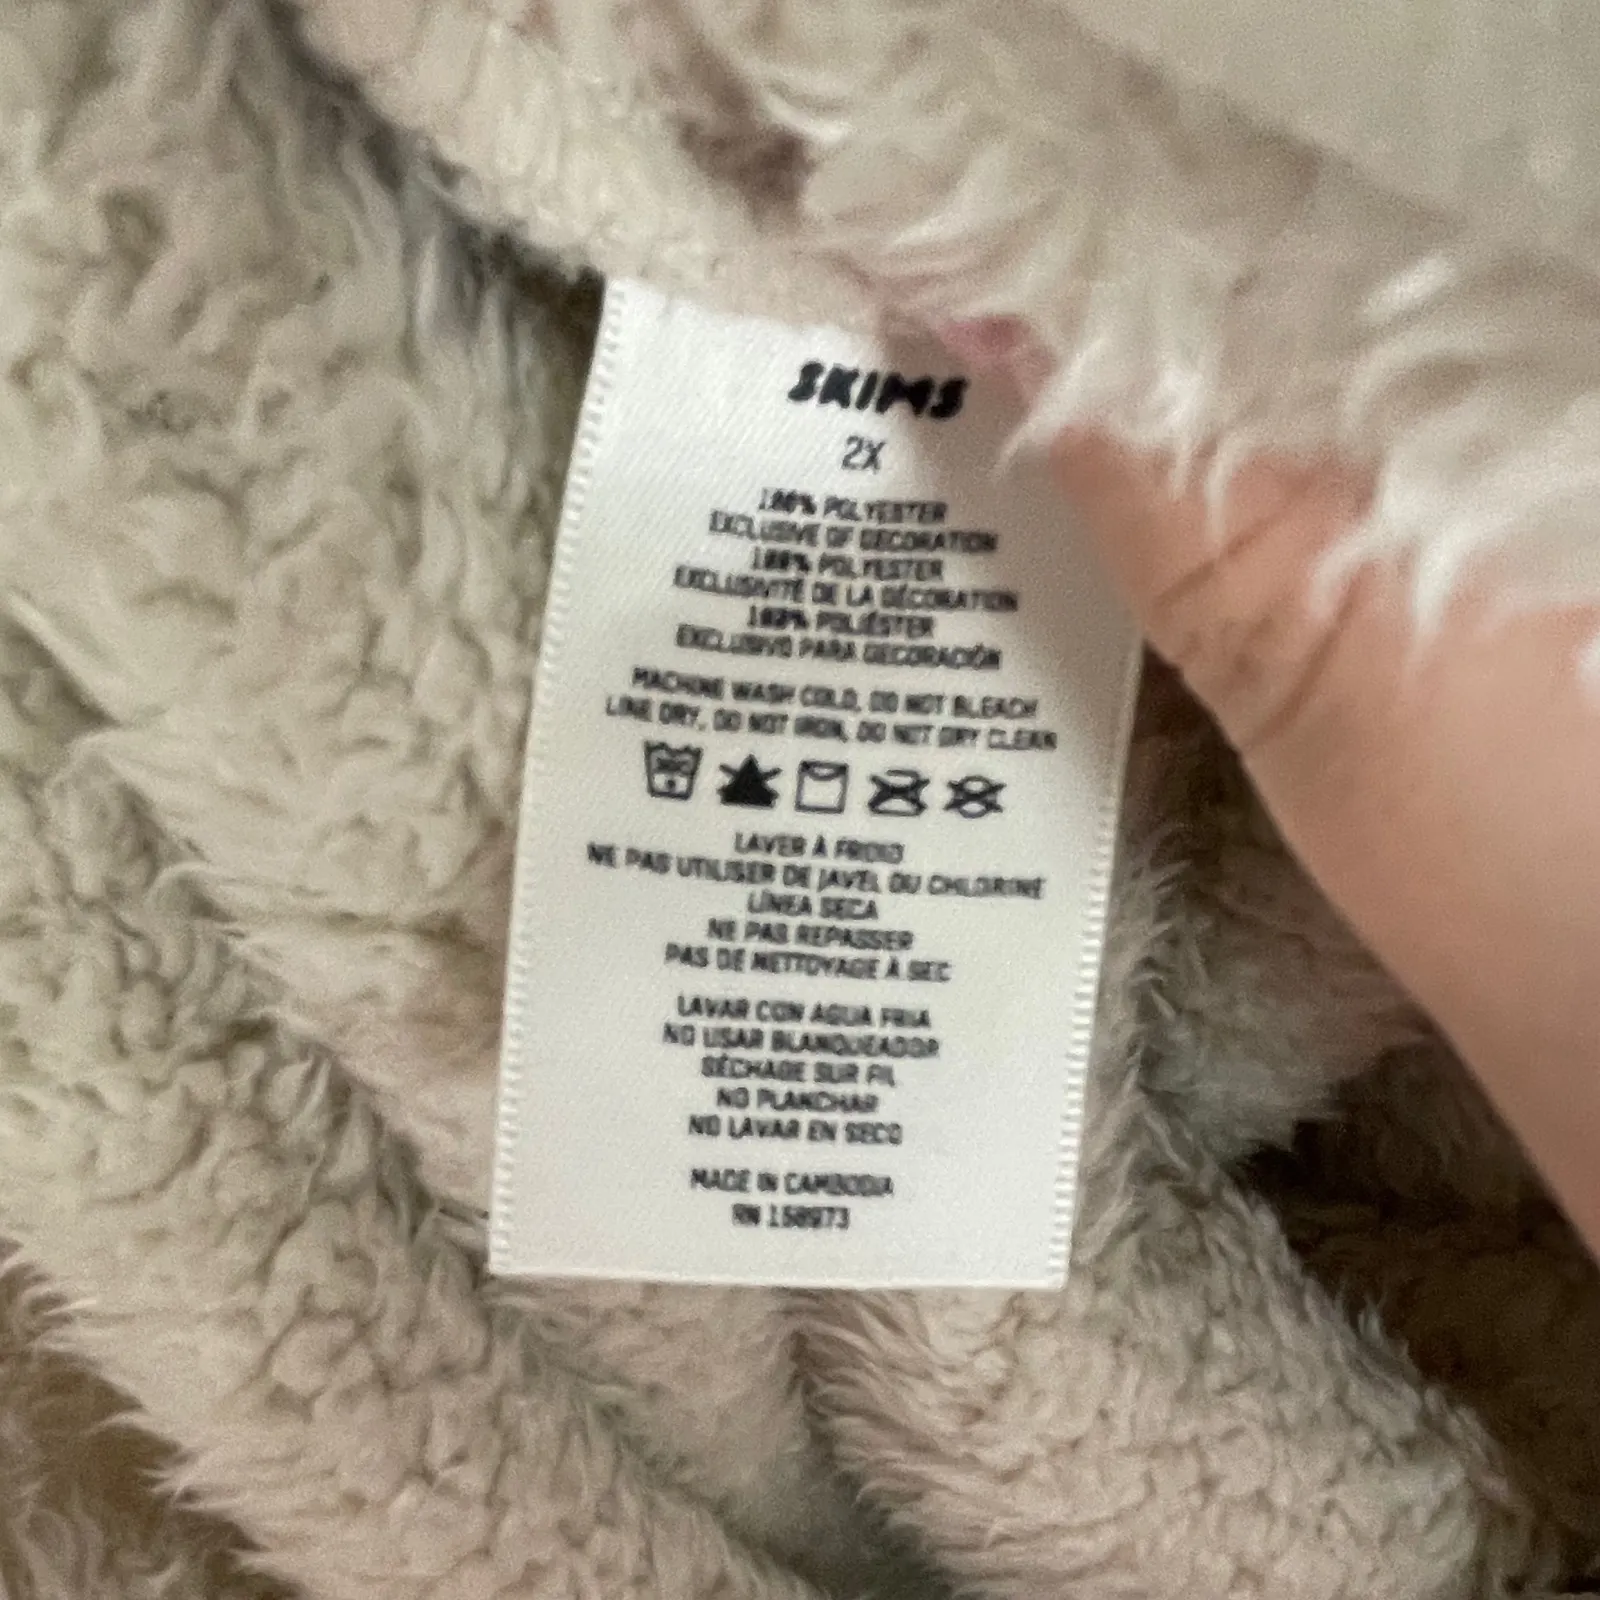 SKIMS
2X
100% POLYESTER
EXCLUSIVE OF DECORATION
100% POLYESTER
EXCLUSIVITÉ DE LA DÉCORATION
100% POLIÉSTER
EXCLUSIVO PARA DECORACIÓN
MACHINE WASH COLD, DO NOT BLEACH
LINE DRY, DO NOT IRON, DO NOT DRY CLEAN
LAVER À FROID
NE PAS UTILISER DE JAVEL OU CHLORINE
LÍNEA SECA
NE PAS REPASSER
PAS DE NETTOYAGE À SEC
LAVAR CON AGUA FRIA
NO USAR BLANQUEADOR
SÉCHAGE SUR FIL
NO PLANCHAR
NO LAVAR EN SECO
MADE IN CAMBODIA
RN 158973